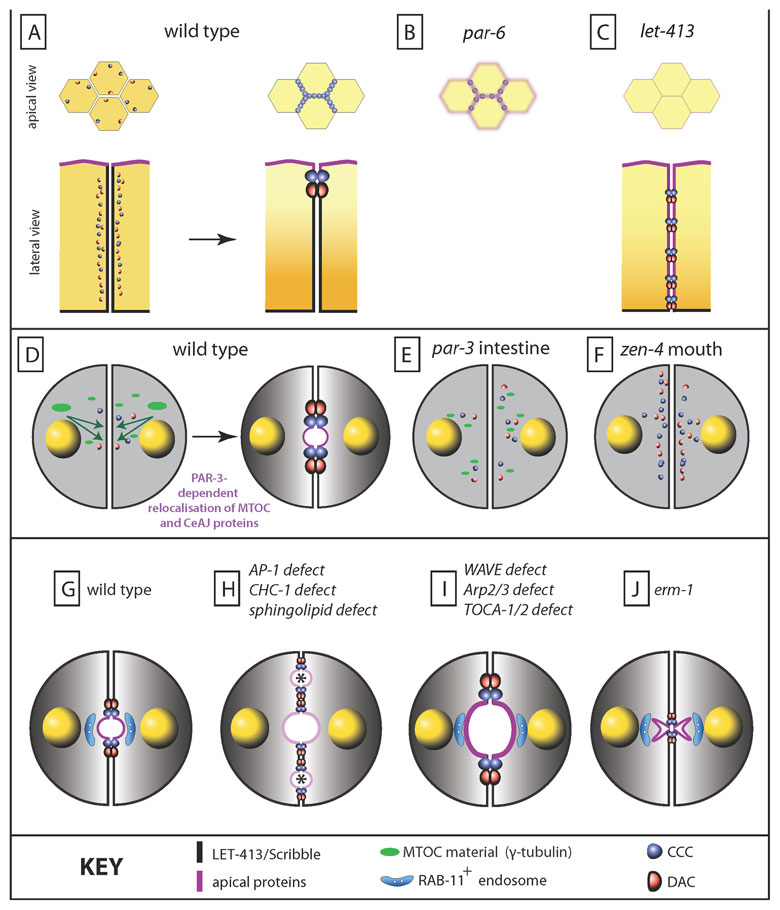 A
wild type
B
par-6
C
let-413
apical view
lateral view
D
wild type
E
par-3 intestine
F
zen-4 mouth
PAR-3-
dependent
relocalisation of MTOC
and CeAJ proteins
G
wild type
H
AP-1 defect
CHC-1 defect
sphingolipid defect
I
WAVE defect
Arp2/3 defect
TOCA-1/2 defect
J
erm-1
*
*
KEY
LET-413/Scribble
apical proteins
MTOC material (γ-tubulin)
RAB-11+ endosome
CCC
DAC